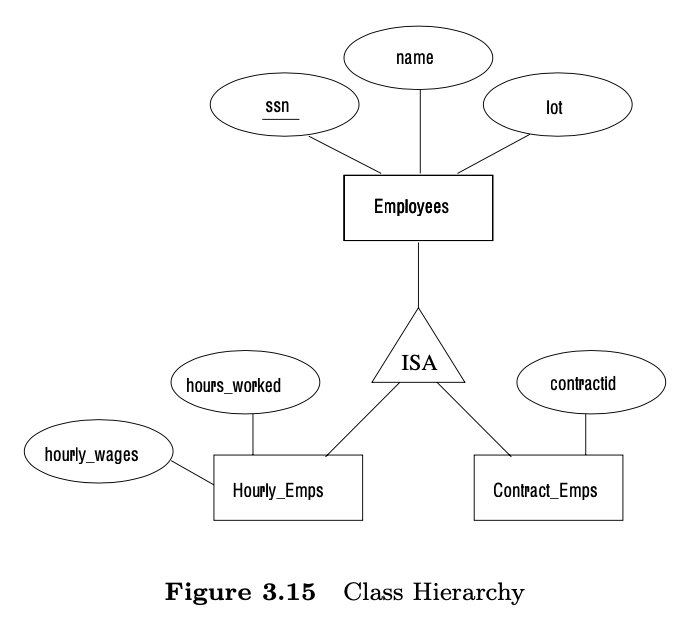 name
ssn
lot
Employees
ISA
hours_worked
contractid
hourly_wages
Hourly_Emps
Contract_Emps
Figure 3.15 Class Hierarchy